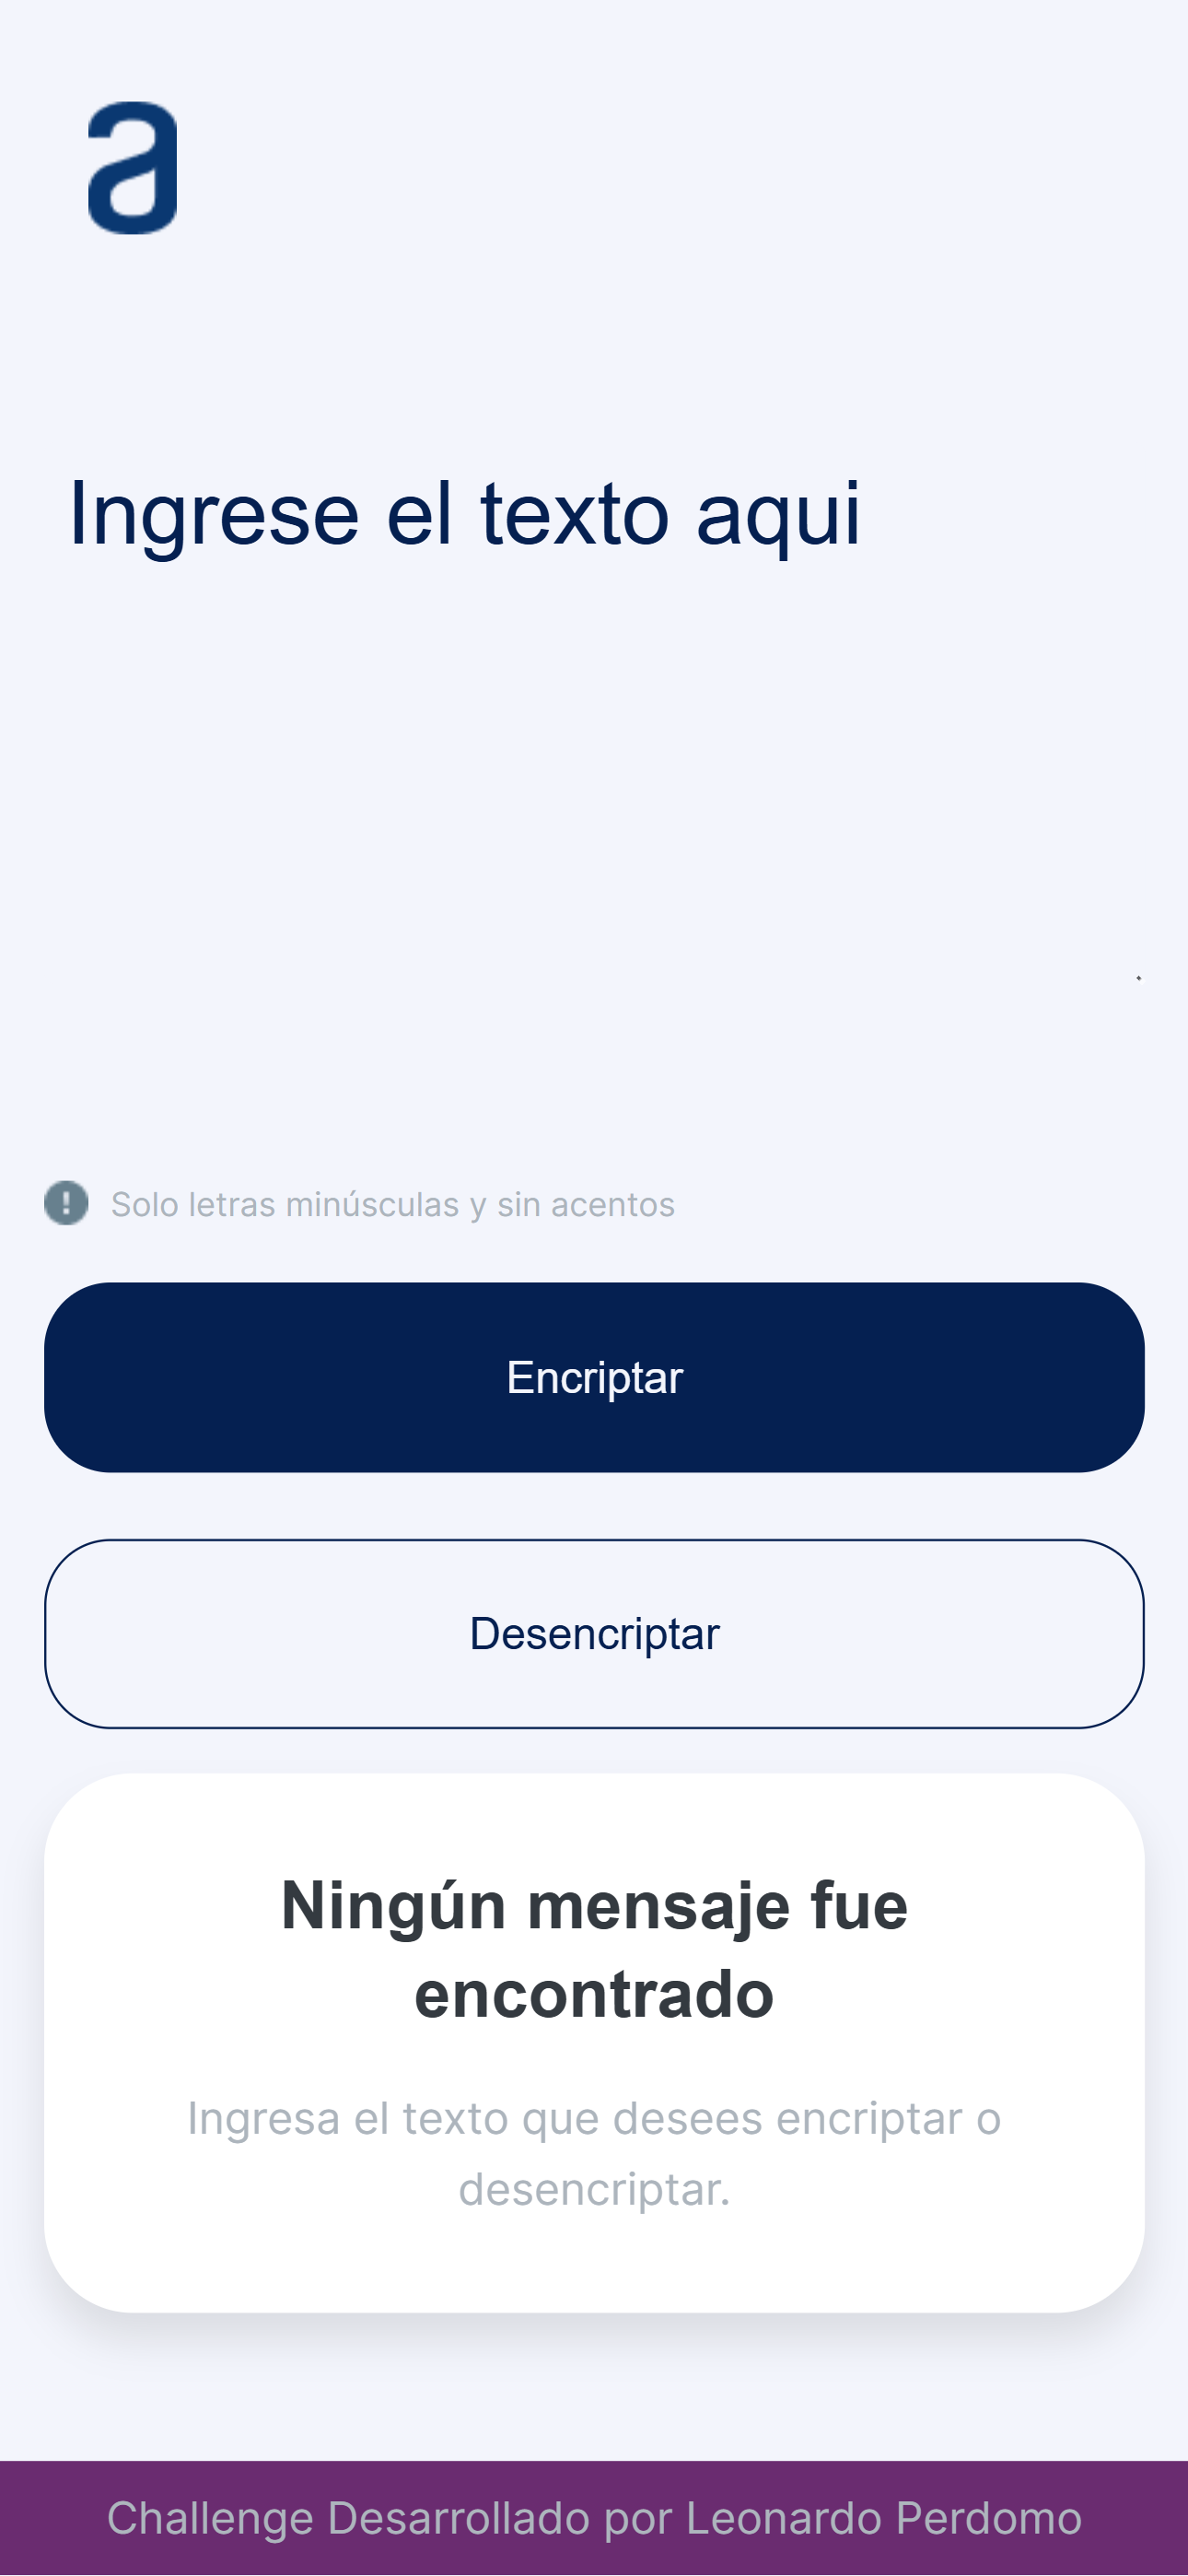 a
Ingrese el texto aqui
Solo letras minúsculas y sin acentos
Encriptar
Desencriptar
Ningún mensaje fue
encontrado
Ingresa el texto que desees encriptar o
desencriptar.
Challenge Desarrollado por Leonardo Perdomo